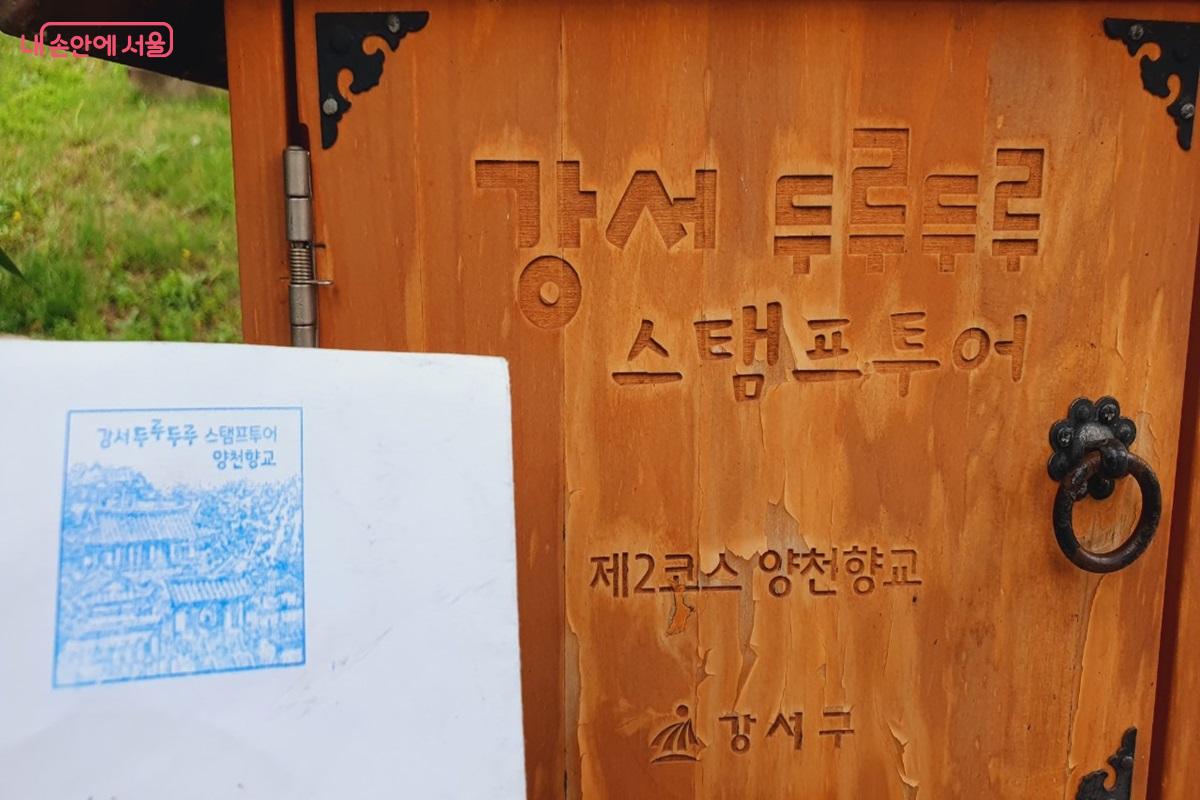 내 손안에 서울
강서 두루두루
스탬프투어
제2코스 양천향교
강서구
강서 두루두루 스탬프투어
양천향교